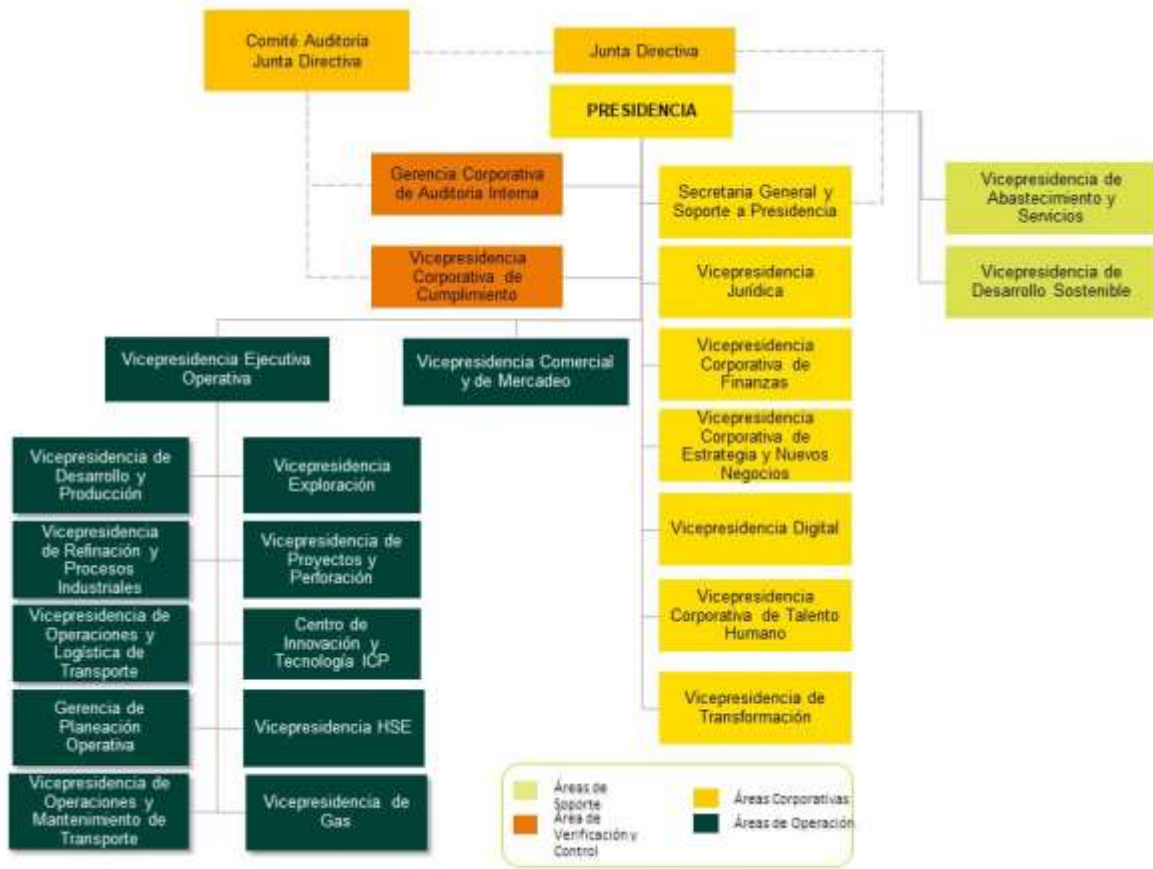 Comité Auditoría
Junta Directiva
Junta Directiva
PRESIDENCIA
Gerencia Corporativa
de Auditoria Interna
Secretaria General y
Soporte a Presidencia
Vicepresidencia de
Abastecimiento y
Servicios
Vicepresidencia
Corporativa de
Cumplimiento
Vicepresidencia
Jurídica
Vicepresidencia de
Desarrollo Sostenible
Vicepresidencia Ejecutiva
Operativa
Vicepresidencia Comercial
y de Mercadeo
Vicepresidencia
Corporativa de
Finanzas
Vicepresidencia
Corporativa de
Estrategia y Nuevos
Negocios
Vicepresidencia de
Desarrollo y
Producción
Vicepresidencia
Exploración
Vicepresidencia Digital
Vicepresidencia
de Refinación y
Procesos
Industriales
Vicepresidencia de
Proyectos y
Perforación
Vicepresidencia
Corporativa de Talento
Humano
Vicepresidencia de
Operaciones y
Logística de
Transporte
Centro de
Innovación y
Tecnología ICP
Vicepresidencia de
Transformación
Gerencia de
Planeación
Operativa
Vicepresidencia HSE
Vicepresidencia de
Operaciones y
Mantenimiento de
Transporte
Vicepresidencia de
Gas
Áreas de
Soporte
Área de
Verificación y
Control
Áreas Corporativas
Áreas de Operación